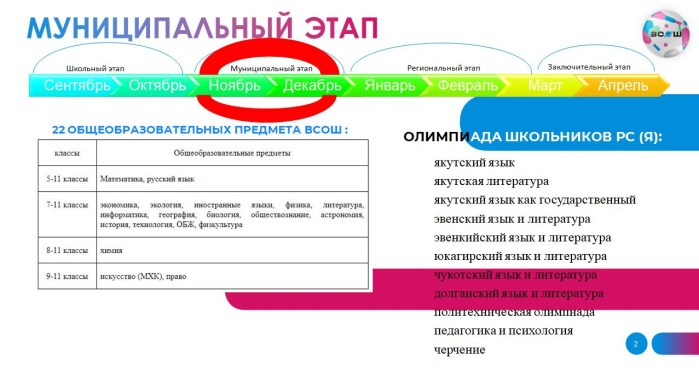 МУНИЦИПАЛЬНЫЙ ЭТАП
ВСОШ
Школьный этап
Муниципальный этап
Региональный этап
Заключительный этап
Сентябрь
Октябрь
Ноябрь
Декабрь
Январь
Февраль
Март
Апрель
22 ОБЩЕОБРАЗОВАТЕЛЬНЫХ ПРЕДМЕТА ВСОШ :
классы
Общеобразовательные предметы
5-11 классы
Математика, русский язык
7-11 классы
экономика, экология, иностранные языки, физика, литература,
информатика, география, биология, обществознание, астрономия,
история, технология, ОБЖ, физкультура
8-11 классы
химия
9-11 классы
искусство (МХК), право
ОЛИМПИАДА ШКОЛЬНИКОВ РС (Я):
якутский язык
якутская литература
якутский язык как государственный
эвенский язык и литература
эвенкийский язык и литература
юкагирский язык и литература
чукотский язык и литература
долганский язык и литература
политехническая олимпиада
педагогика и психология
черчение
2